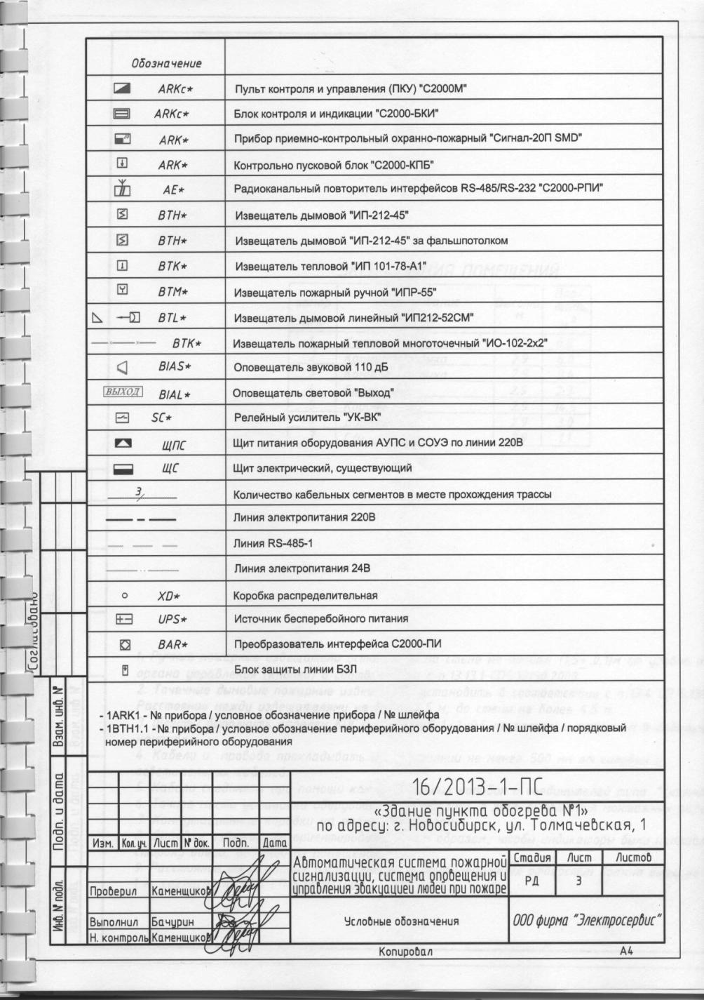 Обозначение
ARKc* Пульт контроля и управления (ПКУ) "С2000М"
ARKc* Блок контроля и индикации "С2000-БКИ"
ARK* Прибор приемно-контрольный охранно-пожарный "Сигнал-20П SMD"
ARK* Контрольно пусковой блок "С2000-КПБ"
AE* Радиоканальный повторитель интерфейсов RS-485/RS-232 "С2000-РПИ"
BTH* Извещатель дымовой "ИП-212-45"
BTH* Извещатель дымовой "ИП-212-45" за фальшпотолком
BTK* Извещатель тепловой "ИП 101-78-А1"
BTM* Извещатель пожарный ручной "ИПР-55"
BTL* Извещатель дымовой линейный "ИП212-52СМ"
BTK* Извещатель пожарный тепловой многоточечный "ИО-102-2х2"
BIAS* Оповещатель звуковой 110 дБ
ВЫХОД BIAL* Оповещатель световой "Выход"
SC* Релейный усилитель "УК-ВК"
ЩПС Щит питания оборудования АУПС и СОУЭ по линии 220В
ЩС Щит электрический, существующий
3 Количество кабельных сегментов в месте прохождения трассы
Линия электропитания 220В
Линия RS-485-1
Линия электропитания 24В
XD* Коробка распределительная
UPS* Источник бесперебойного питания
BAR* Преобразователь интерфейса С2000-ПИ
Блок защиты линии БЗЛ
- 1ARK1 - № прибора / условное обозначение прибора / № шлейфа
- 1BTH1.1 - № прибора / условное обозначение периферийного оборудования / № шлейфа / порядковый
номер периферийного оборудования
Согласовано
Взам. инв. №
Подп. и дата
Инв. № подл.
16/2013.1-ПС
«Здание пункта обогрева №1»
по адресу: г. Новосибирск, ул. Толмачевская, 1
Изм. Кол.уч. Лист № док. Подп. Дата
Автоматическая система пожарной
сигнализации, система оповещения и
управления эвакуацией людей при пожаре
Стадия Лист Листов
РД 3
Проверил Каменщиков
Выполнил Бачурин
Н. контроль Каменщиков
Условные обозначения
ООО фирма "Электросервис"
Копировал А4